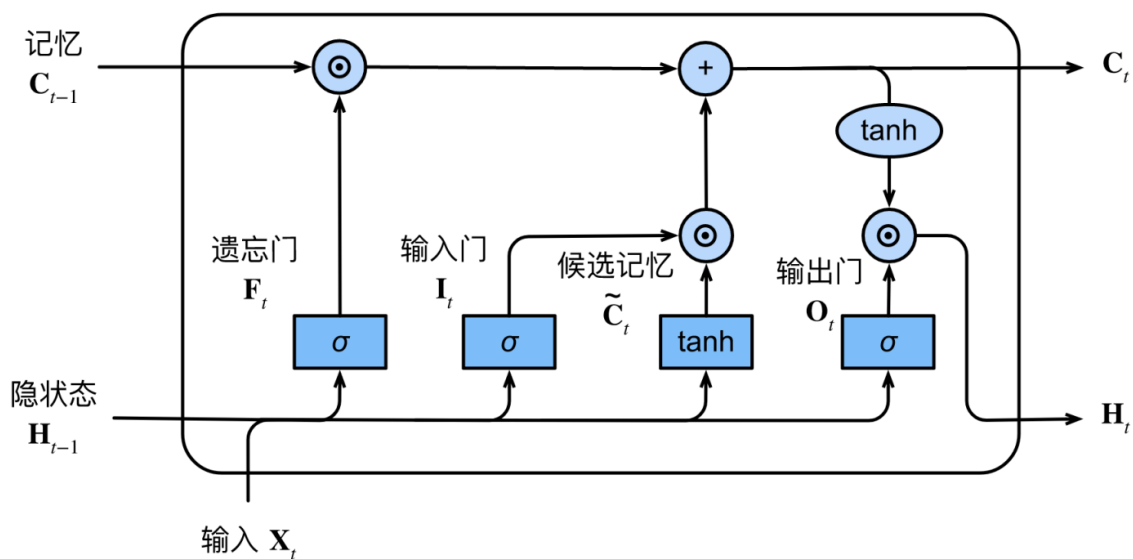 记忆
C_{t−1}
⊙
+
C_t
tanh
遗忘门
F_t
输入门
I_t
候选记忆
C̃_t
⊙
输出门
O_t
⊙
σ
σ
tanh
σ
隐状态
H_{t−1}
H_t
输入 X_t